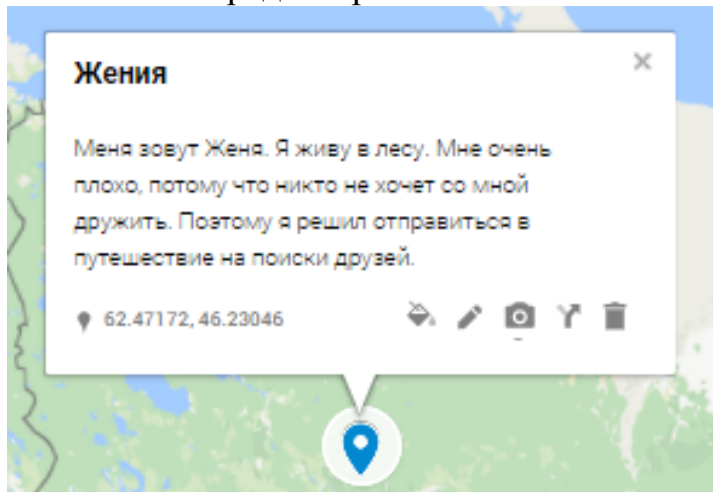 Жения
Меня зовут Женя. Я живу в лесу. Мне очень
плохо, потому что никто не хочет со мной
дружить. Поэтому я решил отправиться в
путешествие на поиски друзей.
62.47172, 46.23046